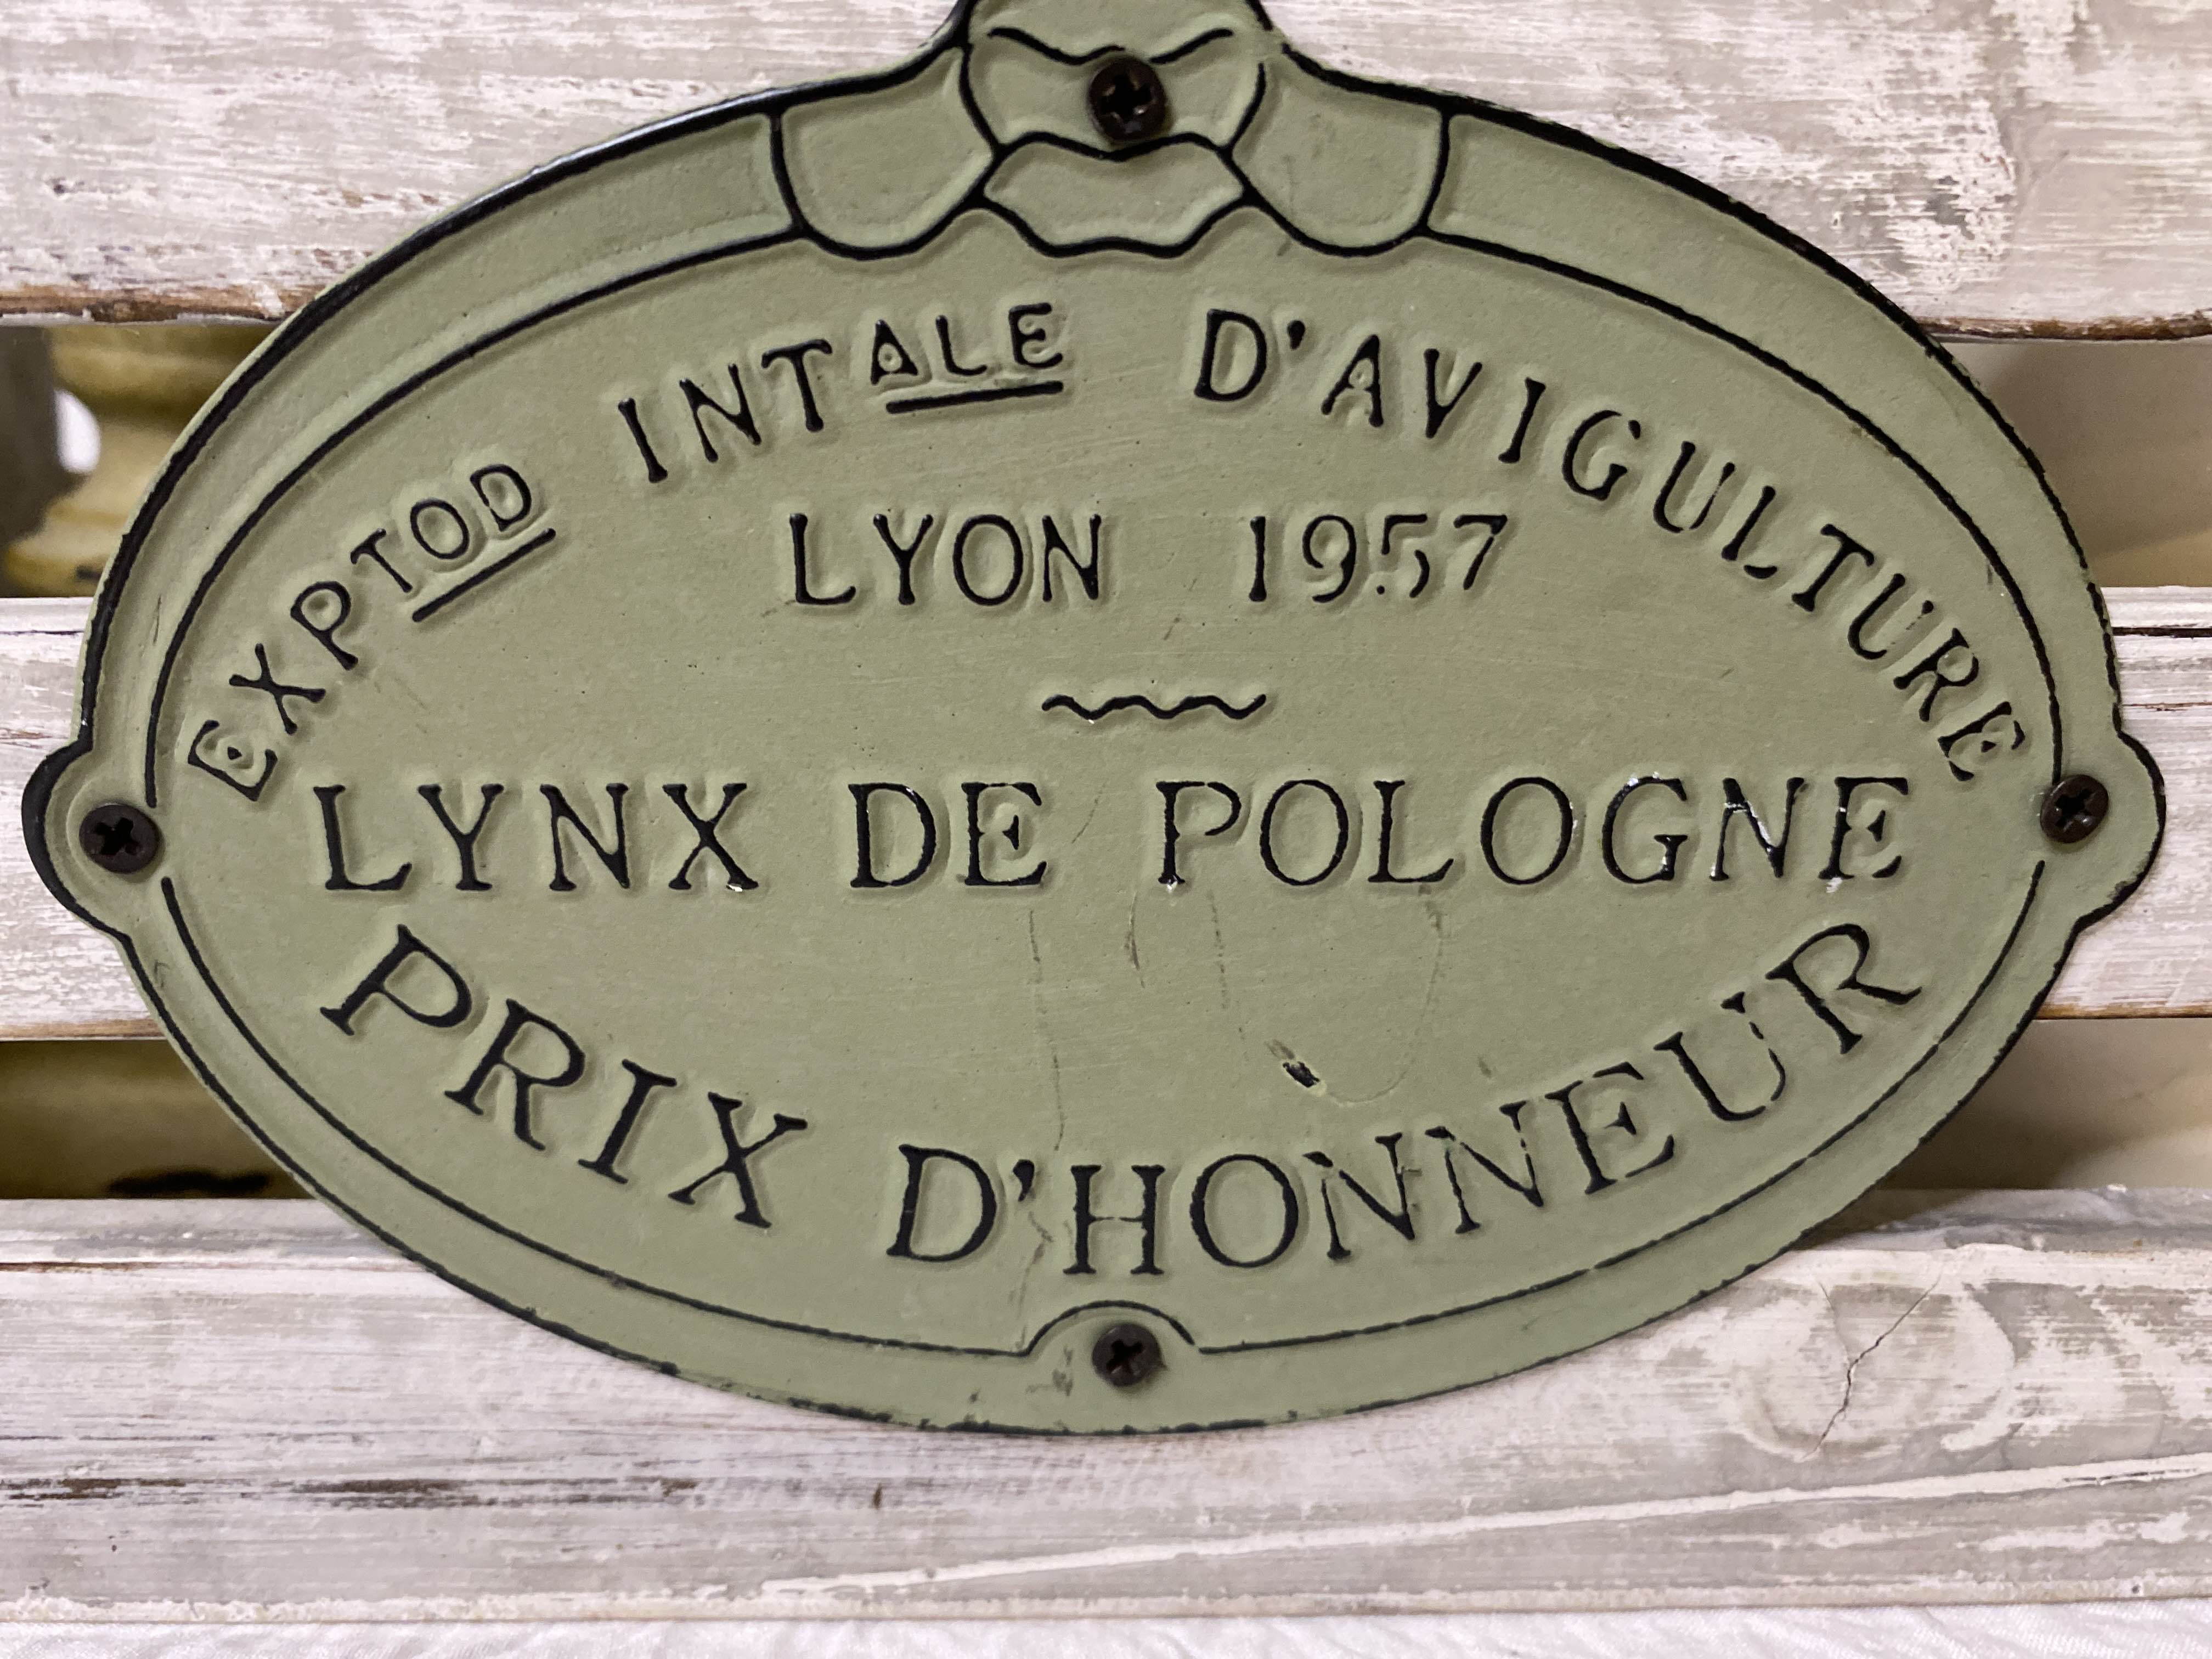 EXPTOD INTALE D'AVIGULTURE
LYON 1957
LYNX DE POLOGNE
PRIX D'HONNEUR